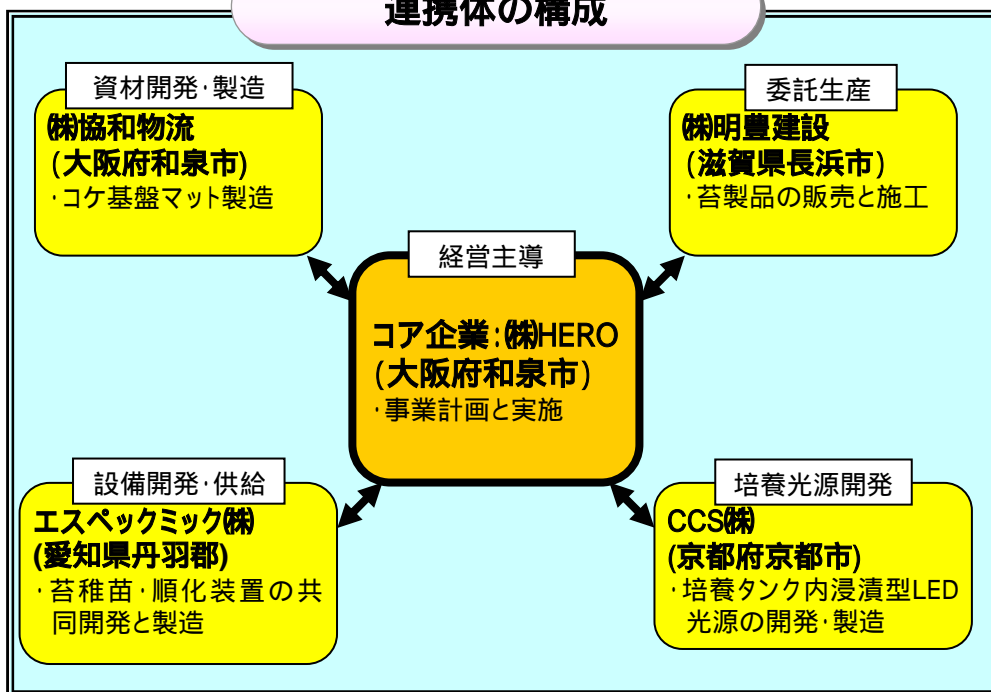 連携体の構成
資材開発・製造
㈱協和物流
(大阪府和泉市)
・コケ基盤マット製造
委託生産
㈱明豊建設
(滋賀県長浜市)
・苔製品の販売と施工
経営主導
コア企業:㈱HERO
(大阪府和泉市)
・事業計画と実施
設備開発・供給
エスペックミック㈱
(愛知県丹羽郡)
・苔稚苗・順化装置の共
同開発と製造
培養光源開発
CCS㈱
(京都府京都市)
・培養タンク内浸漬型LED
光源の開発・製造